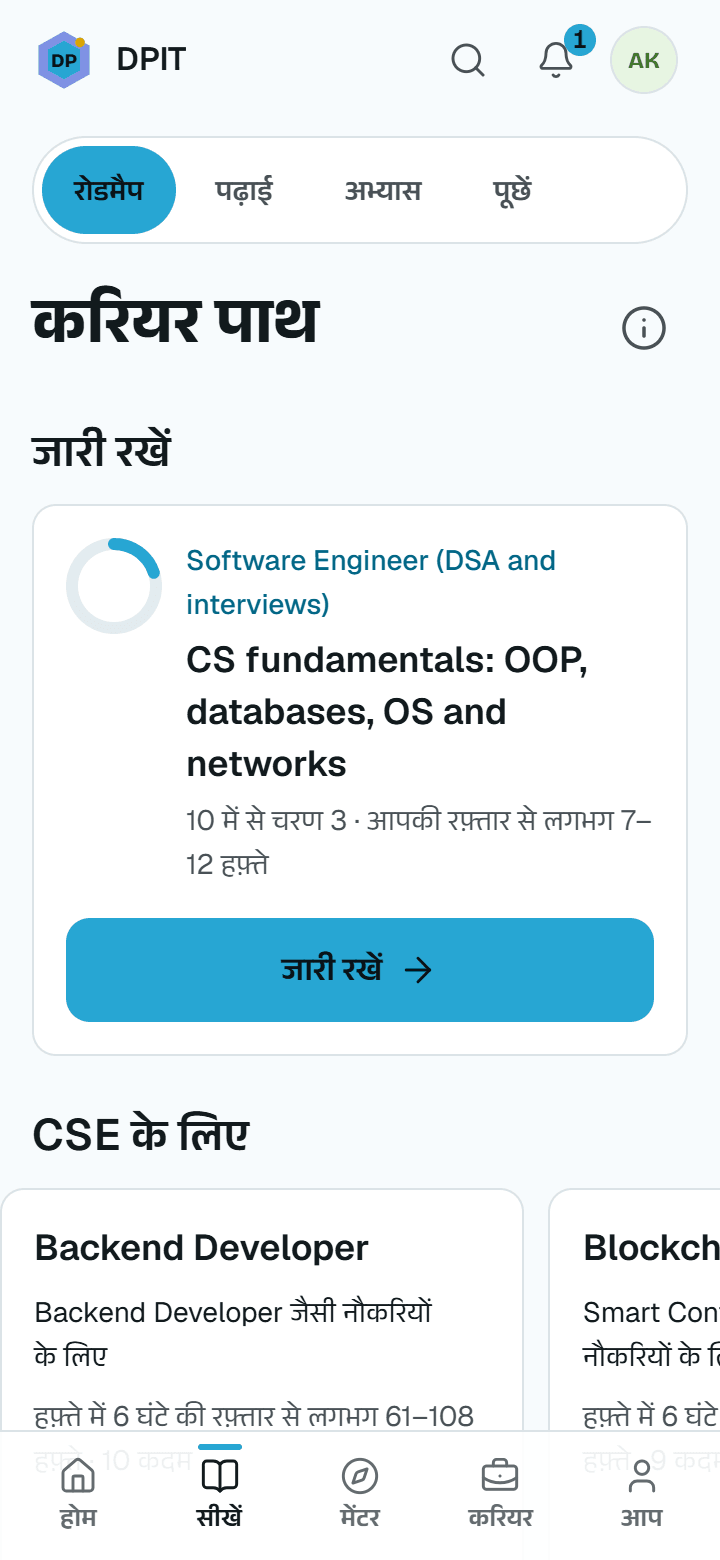 DP DPIT 1 AK
रोडमैप पढ़ाई अभ्यास पूछें
करियर पाथ
जारी रखें
Software Engineer (DSA and
interviews)
CS fundamentals: OOP,
databases, OS and
networks
10 में से चरण 3 · आपकी रफ़्तार से लगभग 7–
12 हफ़्ते
जारी रखें
CSE के लिए
Backend Developer
Backend Developer जैसी नौकरियों
के लिए
हफ़्ते में 6 घंटे की रफ़्तार से लगभग 61–108
हफ़्ते · 10 कदम
Blockch
Smart Con
नौकरियों के
हफ़्ते में 6 घंटे
हफ़्ते · 9 कदम
होम सीखें मेंटर करियर आप